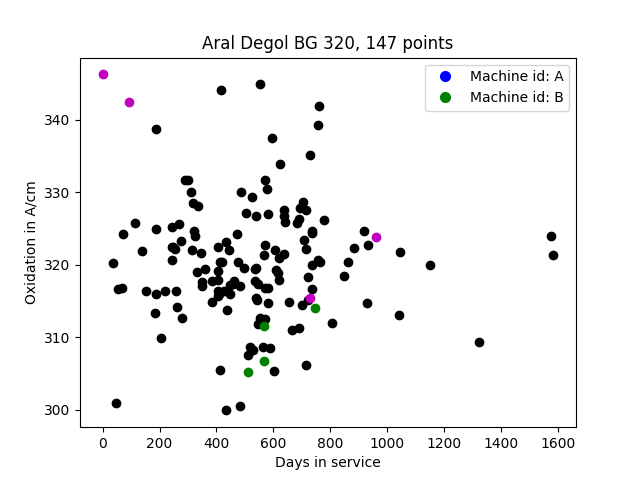 Aral Degol BG 320, 147 points
Machine id: A
Machine id: B
Oxidation in A/cm
340
330
320
310
300
0 200 400 600 800 1000 1200 1400 1600
Days in service